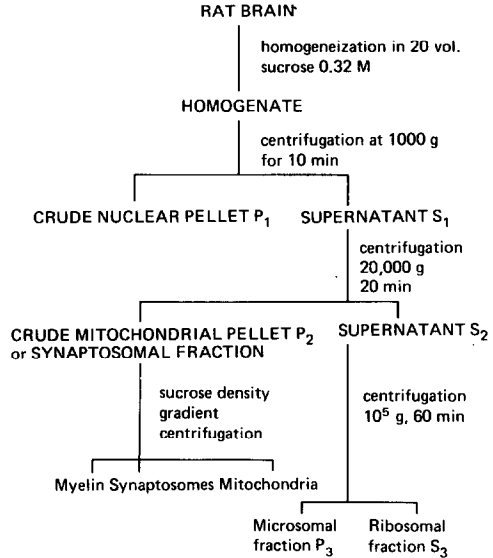 RAT BRAIN
homogeneization in 20 vol.
sucrose 0.32 M
HOMOGENATE
centrifugation at 1000 g
for 10 min
CRUDE NUCLEAR PELLET P1
SUPERNATANT S1
centrifugation
20,000 g
20 min
CRUDE MITOCHONDRIAL PELLET P2
or SYNAPTOSOMAL FRACTION
SUPERNATANT S2
sucrose density
gradient
centrifugation
centrifugation
10⁵ g, 60 min
Myelin Synaptosomes Mitochondria
Microsomal
fraction P3
Ribosomal
fraction S3